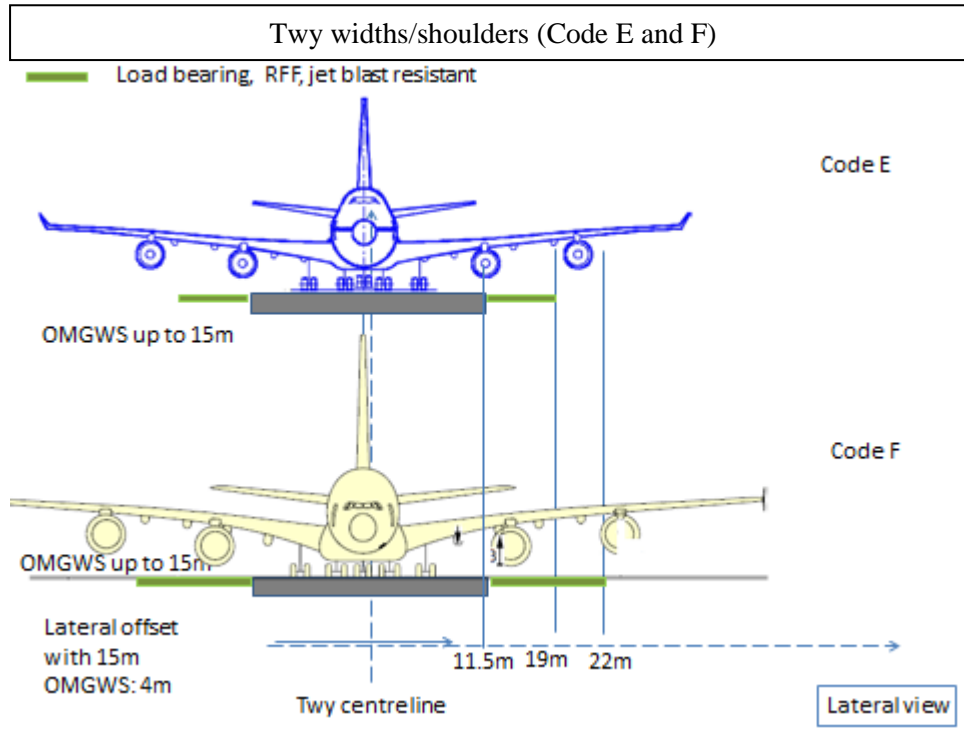 Twy widths/shoulders (Code E and F)
Load bearing, RFF, jet blast resistant
Code E
OMGWS up to 15m
Code F
3
OMGWS up to 15m
Lateral offset
with 15m
OMGWS: 4m
11.5m 19m 22m
Twy centreline
Lateral view